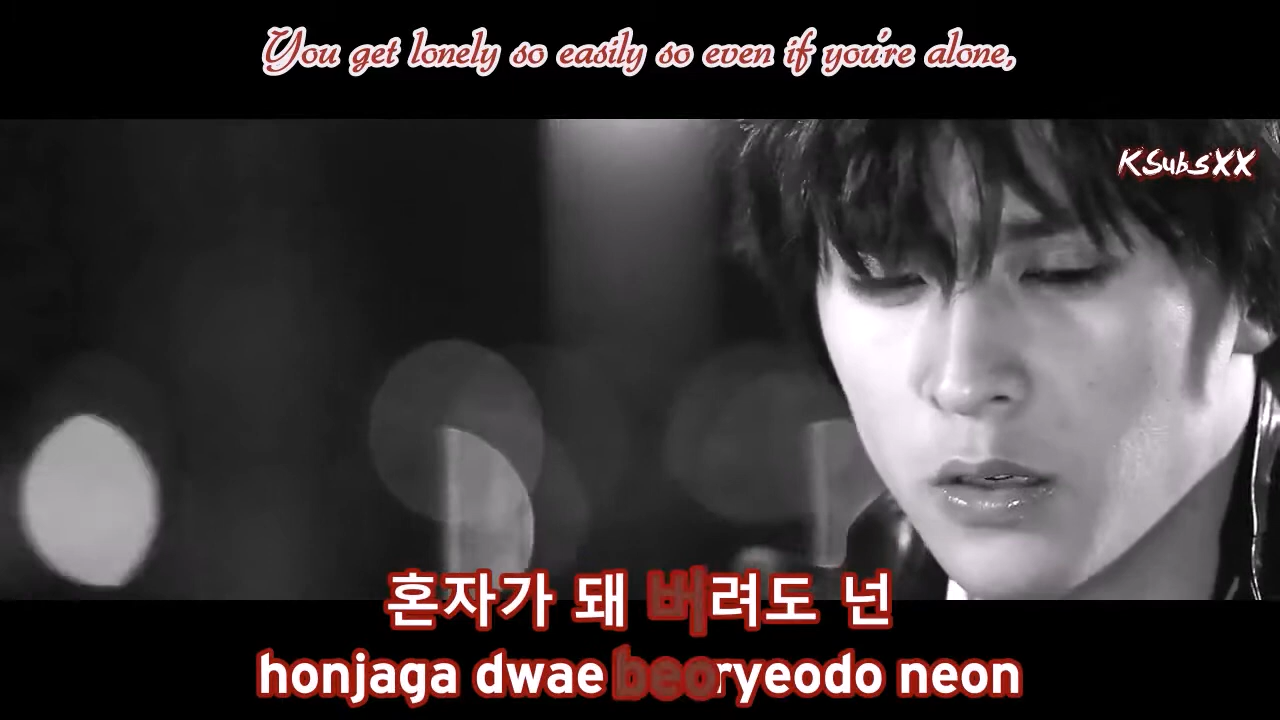 You get lonely so easily so even if you're alone,
KSubsXX
혼자가 돼 버려도 넌
honjaga dwae beoryeodo neon